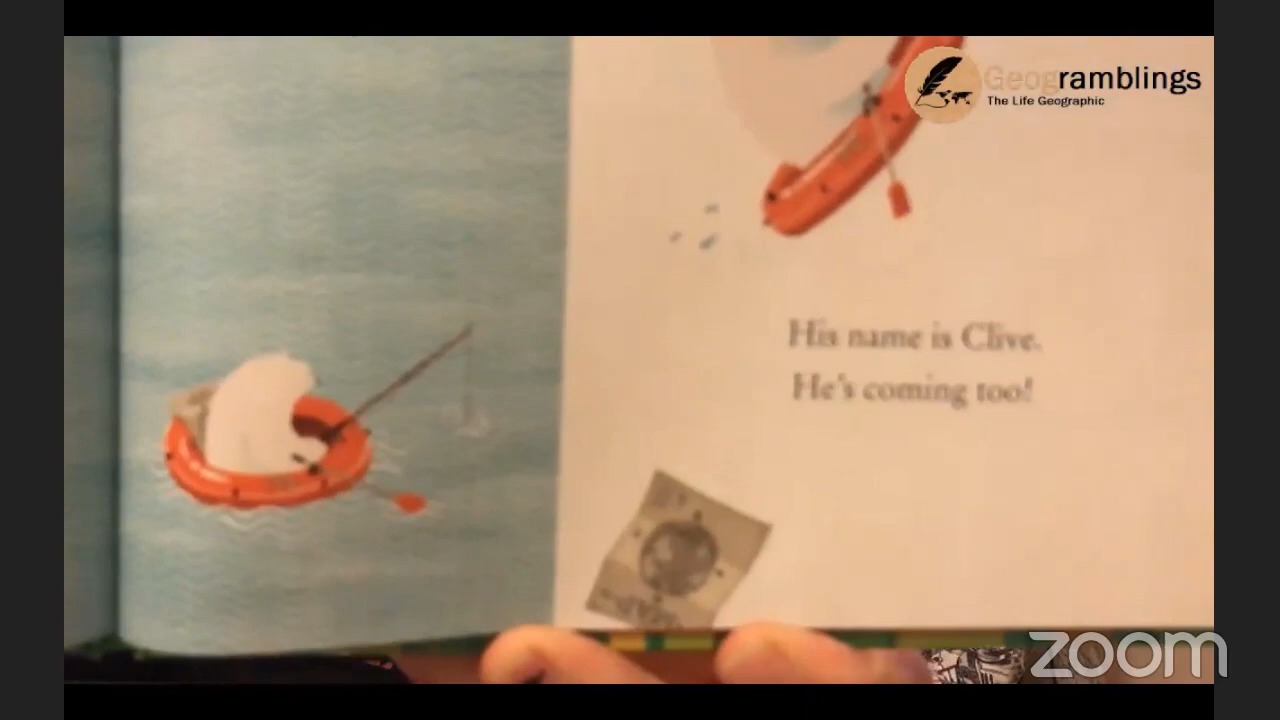 Geogramblings
The Life Geographic
His name is Clive.
He's coming too!
zoom